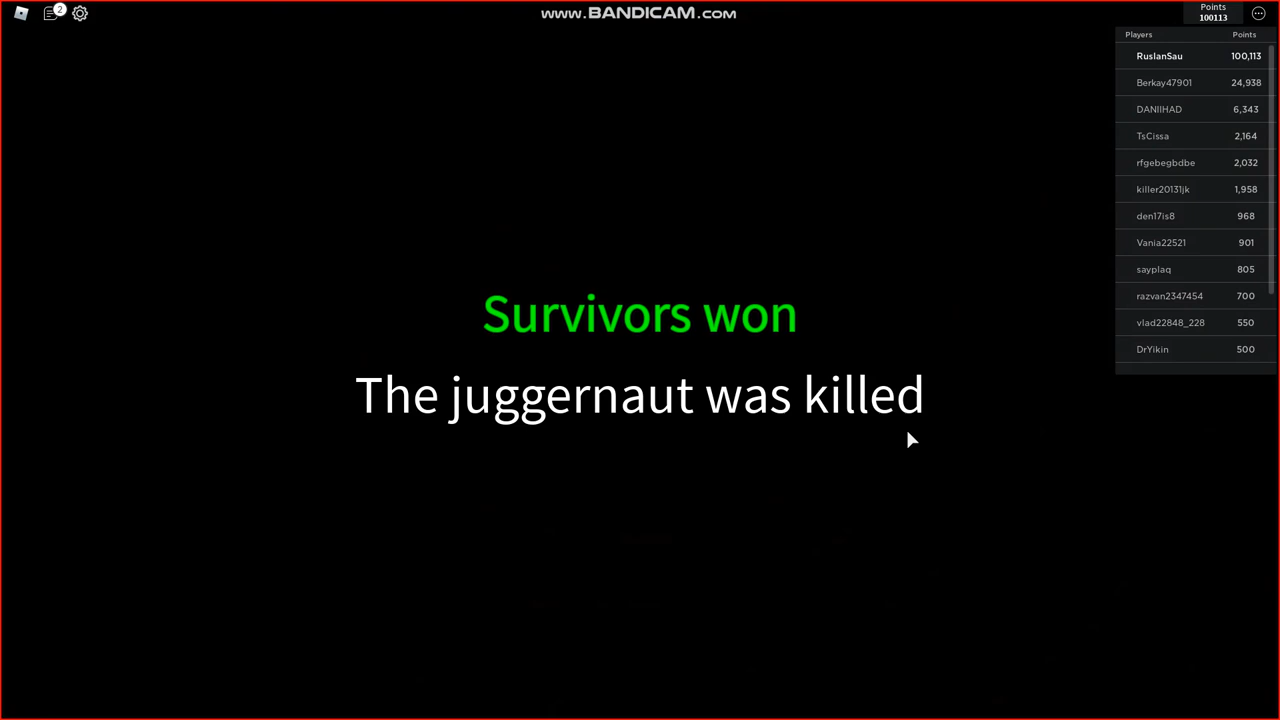 2
www.BANDICAM.com
Points
100113
Players Points
RuslanSau 100,113
Berkay47901 24,938
DANIIHAD 6,343
TsCissa 2,164
rfgebegbdbe 2,032
killer20131jk 1,958
den17is8 968
Vania22521 901
sayplaq 805
razvan2347454 700
vlad22848_228 550
DrYikin 500
Survivors won
The juggernaut was killed